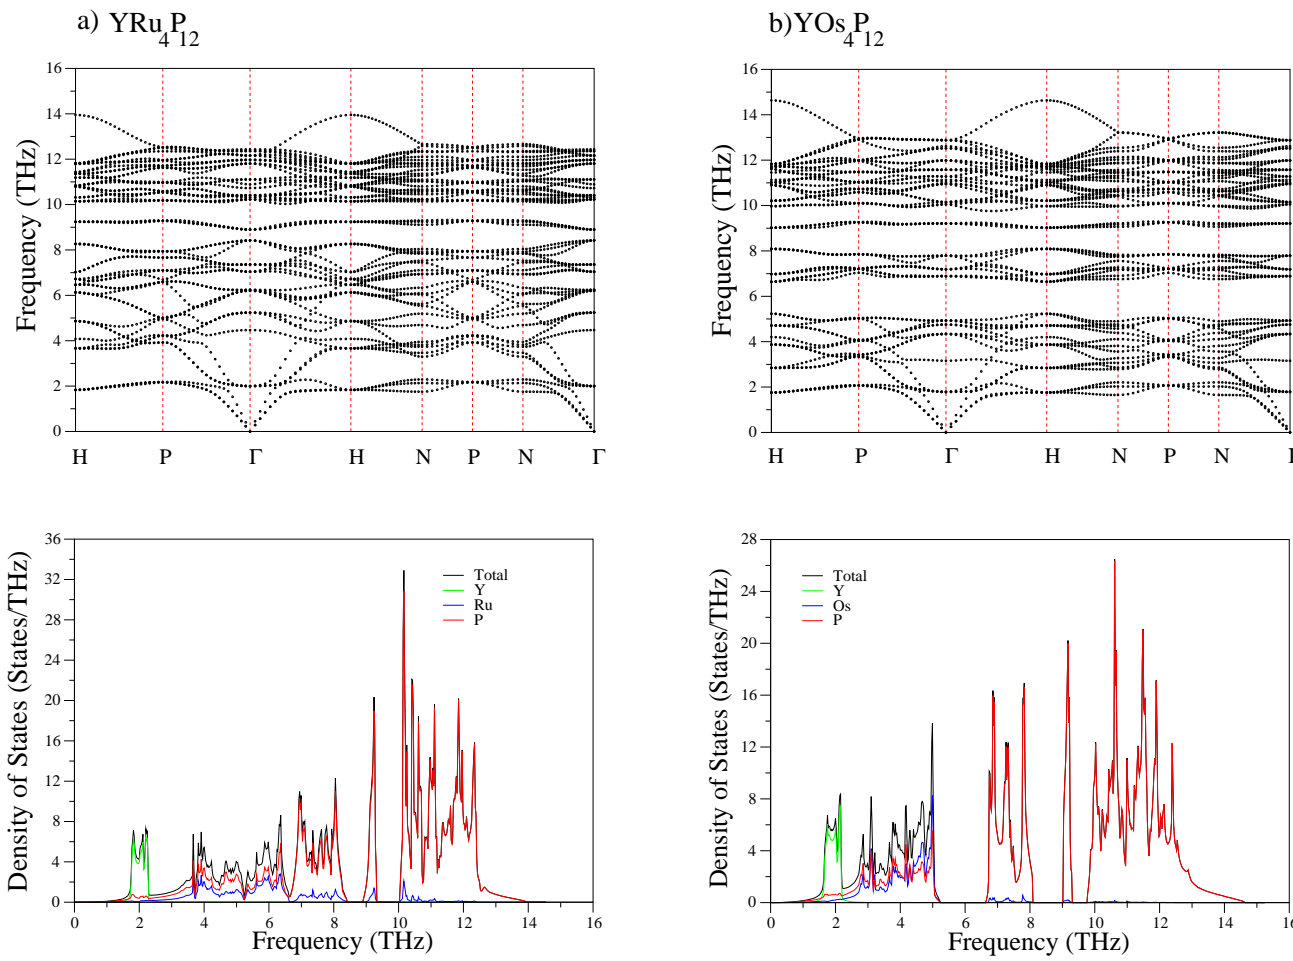 a) YRu4P12
b)YOs4P12
Frequency (THz)
16
14
12
10
8
6
4
2
0
H P Γ H N P N Γ
Frequency (THz)
16
14
12
10
8
6
4
2
0
H P Γ H N P N
Density of States (States/THz)
36
32
28
24
20
16
12
8
4
0
Total
Y
Ru
P
0 2 4 6 8 10 12 14 16
Frequency (THz)
Density of States (States/THz)
28
24
20
16
12
8
4
0
Total
Y
Os
P
0 2 4 6 8 10 12 14 16
Frequency (THz)